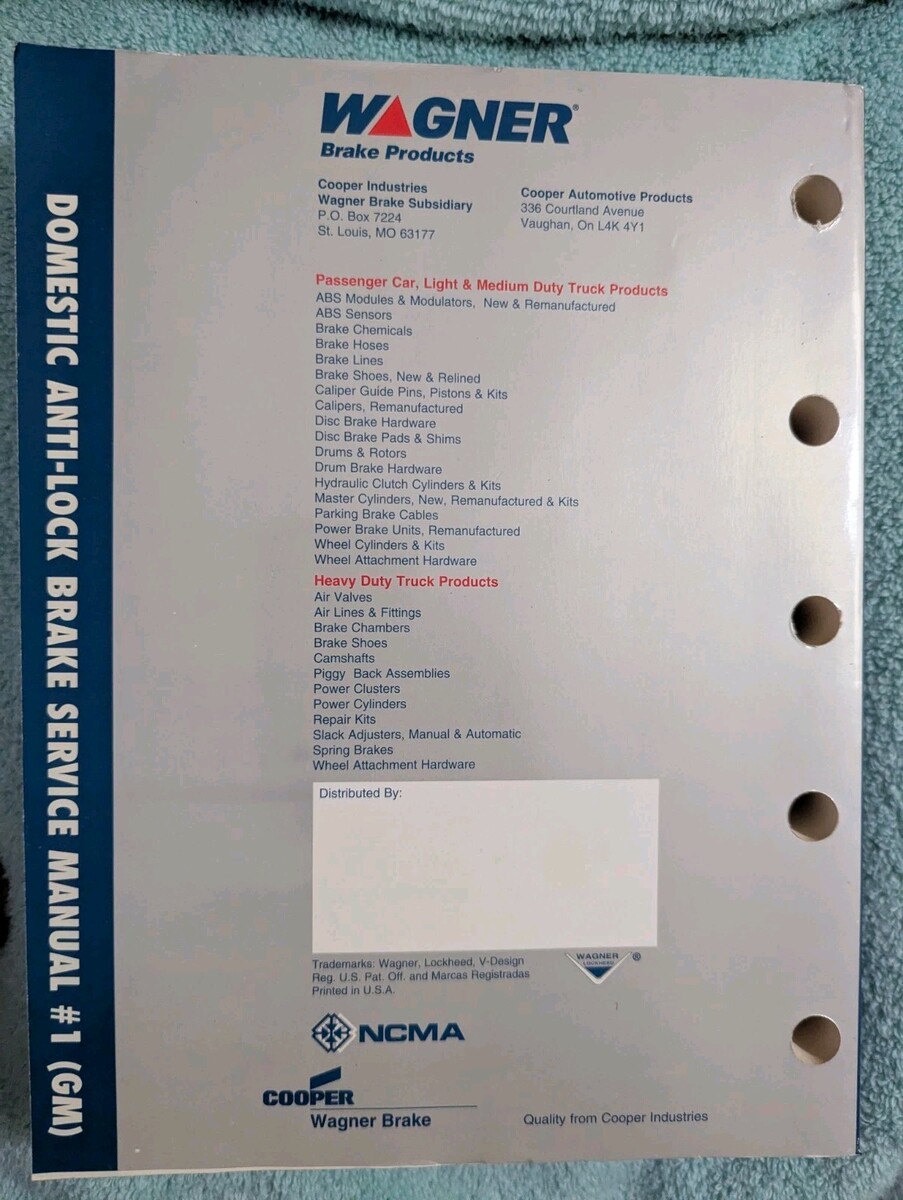 DOMESTIC ANTI-LOCK BRAKE SERVICE MANUAL #1 (GM)
WAGNER®
Brake Products
Cooper Industries
Wagner Brake Subsidiary
P.O. Box 7224
St. Louis, MO 63177
Cooper Automotive Products
336 Courtland Avenue
Vaughan, On L4K 4Y1
Passenger Car, Light & Medium Duty Truck Products
ABS Modules & Modulators, New & Remanufactured
ABS Sensors
Brake Chemicals
Brake Hoses
Brake Lines
Brake Shoes, New & Relined
Caliper Guide Pins, Pistons & Kits
Calipers, Remanufactured
Disc Brake Hardware
Disc Brake Pads & Shims
Drums & Rotors
Drum Brake Hardware
Hydraulic Clutch Cylinders & Kits
Master Cylinders, New, Remanufactured & Kits
Parking Brake Cables
Power Brake Units, Remanufactured
Wheel Cylinders & Kits
Wheel Attachment Hardware
Heavy Duty Truck Products
Air Valves
Air Lines & Fittings
Brake Chambers
Brake Shoes
Camshafts
Piggy Back Assemblies
Power Clusters
Power Cylinders
Repair Kits
Slack Adjusters, Manual & Automatic
Spring Brakes
Wheel Attachment Hardware
Distributed By:
Trademarks: Wagner, Lockheed, V-Design
Reg. U.S. Pat. Off. and Marcas Registradas
Printed in U.S.A.
WAGNER
LOCKHEED
®
NCMA
COOPER
Wagner Brake
Quality from Cooper Industries